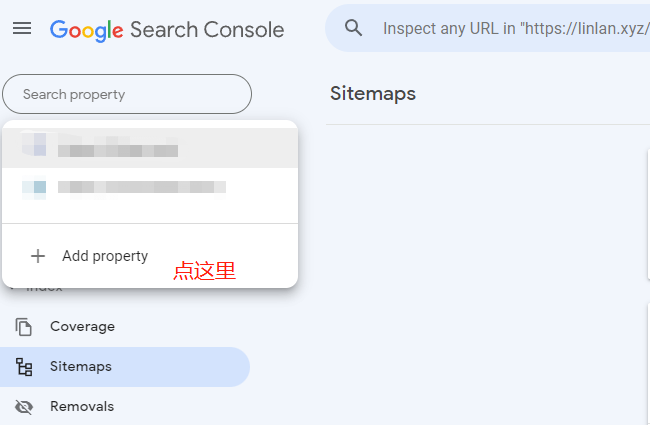 Google Search Console
Inspect any URL in "https://linlan.xyz/
Search property
Sitemaps
Add property
点这里
Index
Coverage
Sitemaps
Removals